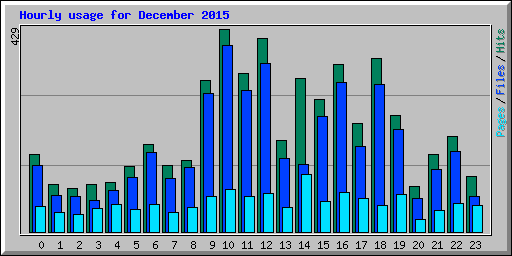 Hourly usage for December 2015
429
Pages / Files / Hits
0 1 2 3 4 5 6 7 8 9 10 11 12 13 14 15 16 17 18 19 20 21 22 23